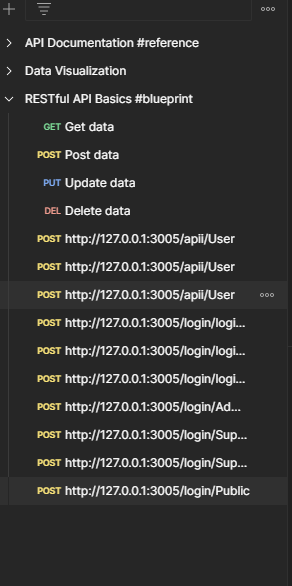 API Documentation #reference
Data Visualization
RESTful API Basics #blueprint
GET Get data
POST Post data
PUT Update data
DEL Delete data
POST http://127.0.0.1:3005/apii/User
POST http://127.0.0.1:3005/apii/User
POST http://127.0.0.1:3005/apii/User
POST http://127.0.0.1:3005/login/logi...
POST http://127.0.0.1:3005/login/logi...
POST http://127.0.0.1:3005/login/logi...
POST http://127.0.0.1:3005/login/Ad...
POST http://127.0.0.1:3005/login/Sup...
POST http://127.0.0.1:3005/login/Sup...
POST http://127.0.0.1:3005/login/Public